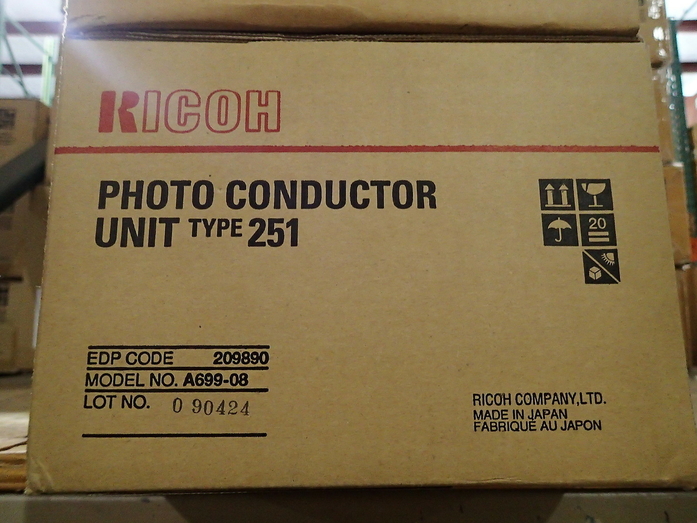 RICOH
PHOTO CONDUCTOR
UNIT TYPE 251
20
EDP CODE 209890
MODEL NO. A699-08
LOT NO. 0 90424
RICOH COMPANY,LTD.
MADE IN JAPAN
FABRIQUÉ AU JAPON